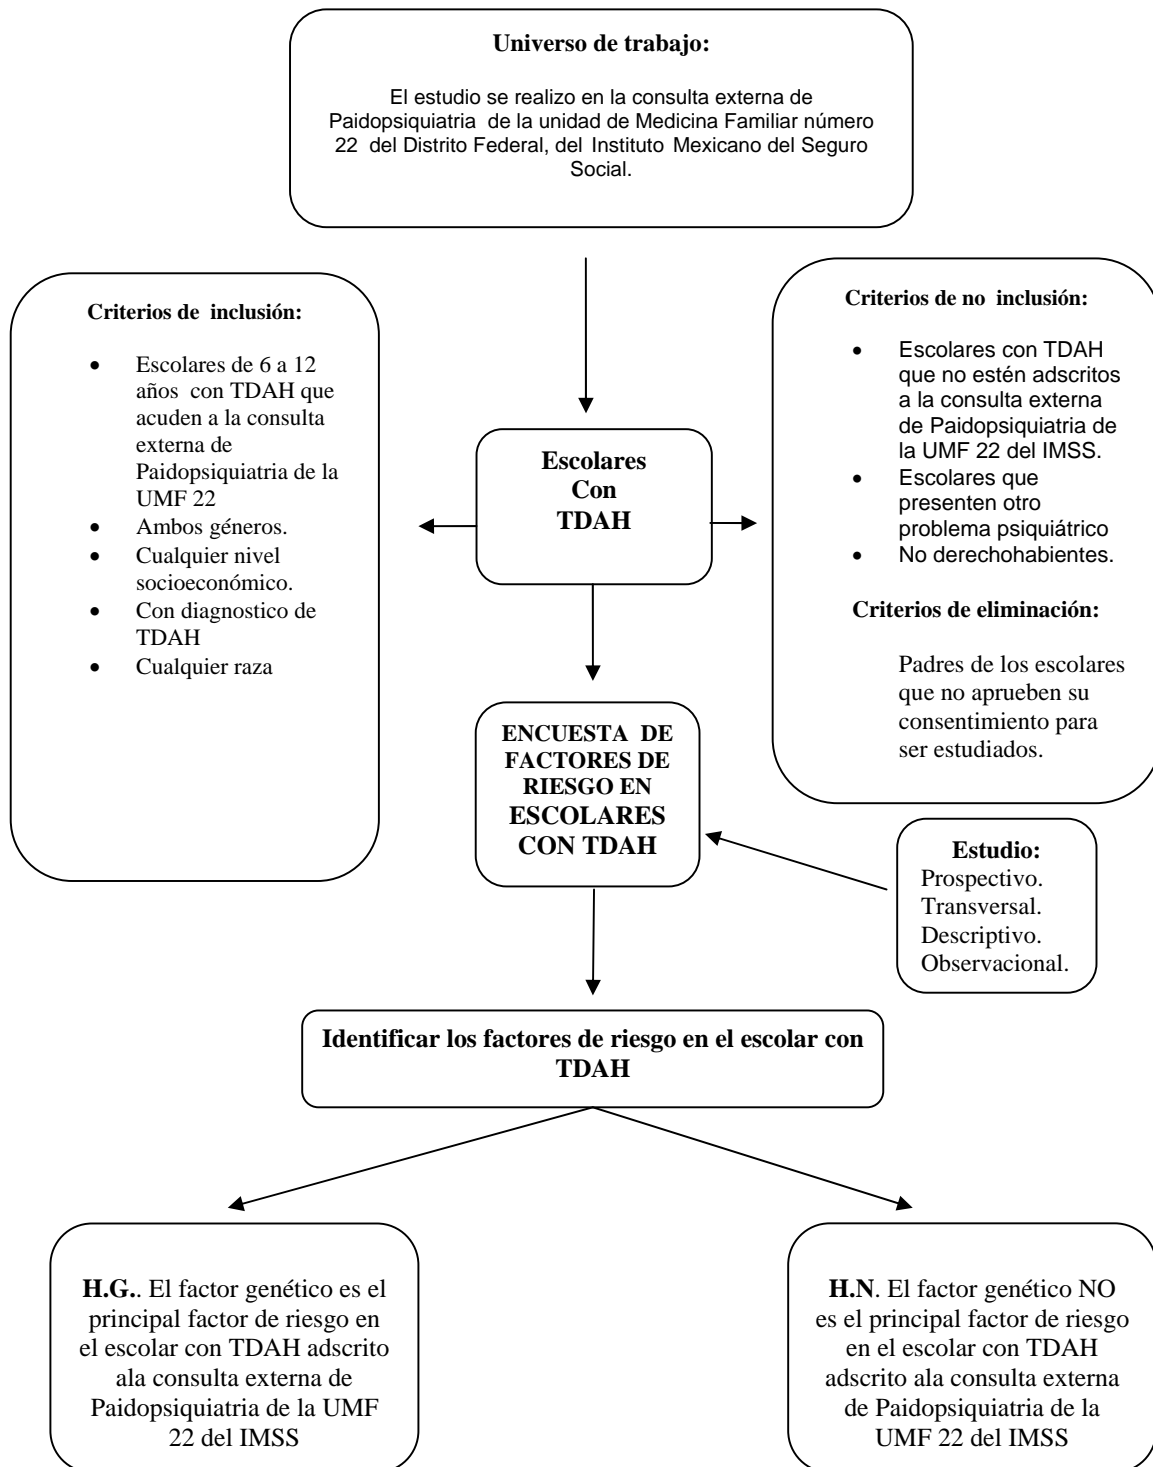 Universo de trabajo:
El estudio se realizo en la consulta externa de
Paidopsiquiatria de la unidad de Medicina Familiar número
22 del Distrito Federal, del Instituto Mexicano del Seguro
Social.
Criterios de inclusión:
• Escolares de 6 a 12
años con TDAH que
acuden a la consulta
externa de
Paidopsiquiatria de la
UMF 22
• Ambos géneros.
• Cualquier nivel
socioeconómico.
• Con diagnostico de
TDAH
• Cualquier raza
Escolares
Con
TDAH
Criterios de no inclusión:
• Escolares con TDAH
que no estén adscritos
a la consulta externa
de Paidopsiquiatria de
la UMF 22 del IMSS.
• Escolares que
presenten otro
problema psiquiátrico
• No derechohabientes.
Criterios de eliminación:
Padres de los escolares
que no aprueben su
consentimiento para
ser estudiados.
ENCUESTA DE
FACTORES DE
RIESGO EN
ESCOLARES
CON TDAH
Estudio:
Prospectivo.
Transversal.
Descriptivo.
Observacional.
Identificar los factores de riesgo en el escolar con
TDAH
H.G.. El factor genético es el
principal factor de riesgo en
el escolar con TDAH adscrito
ala consulta externa de
Paidopsiquiatria de la UMF
22 del IMSS
H.N. El factor genético NO
es el principal factor de riesgo
en el escolar con TDAH
adscrito ala consulta externa
de Paidopsiquiatria de la
UMF 22 del IMSS